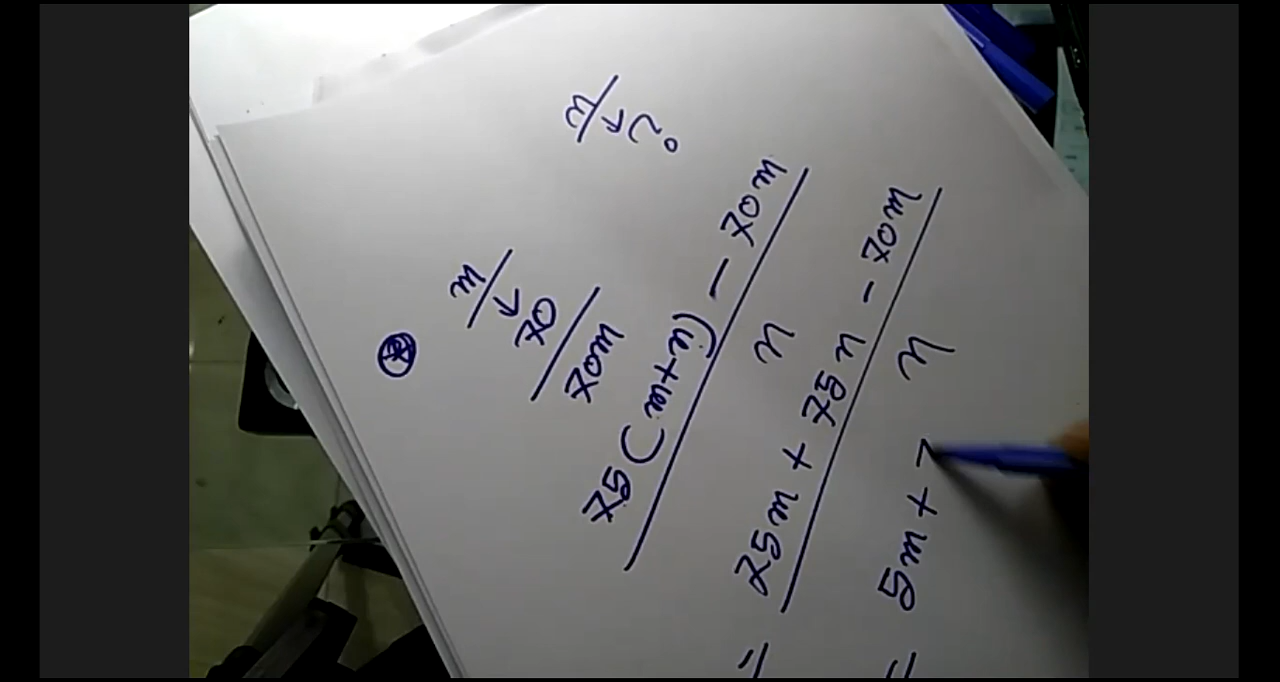 m n
↓ ↓
70 ?
70m
75(m+n) - 70m
n
= 75m + 75n - 70m
n
= 5m + 7